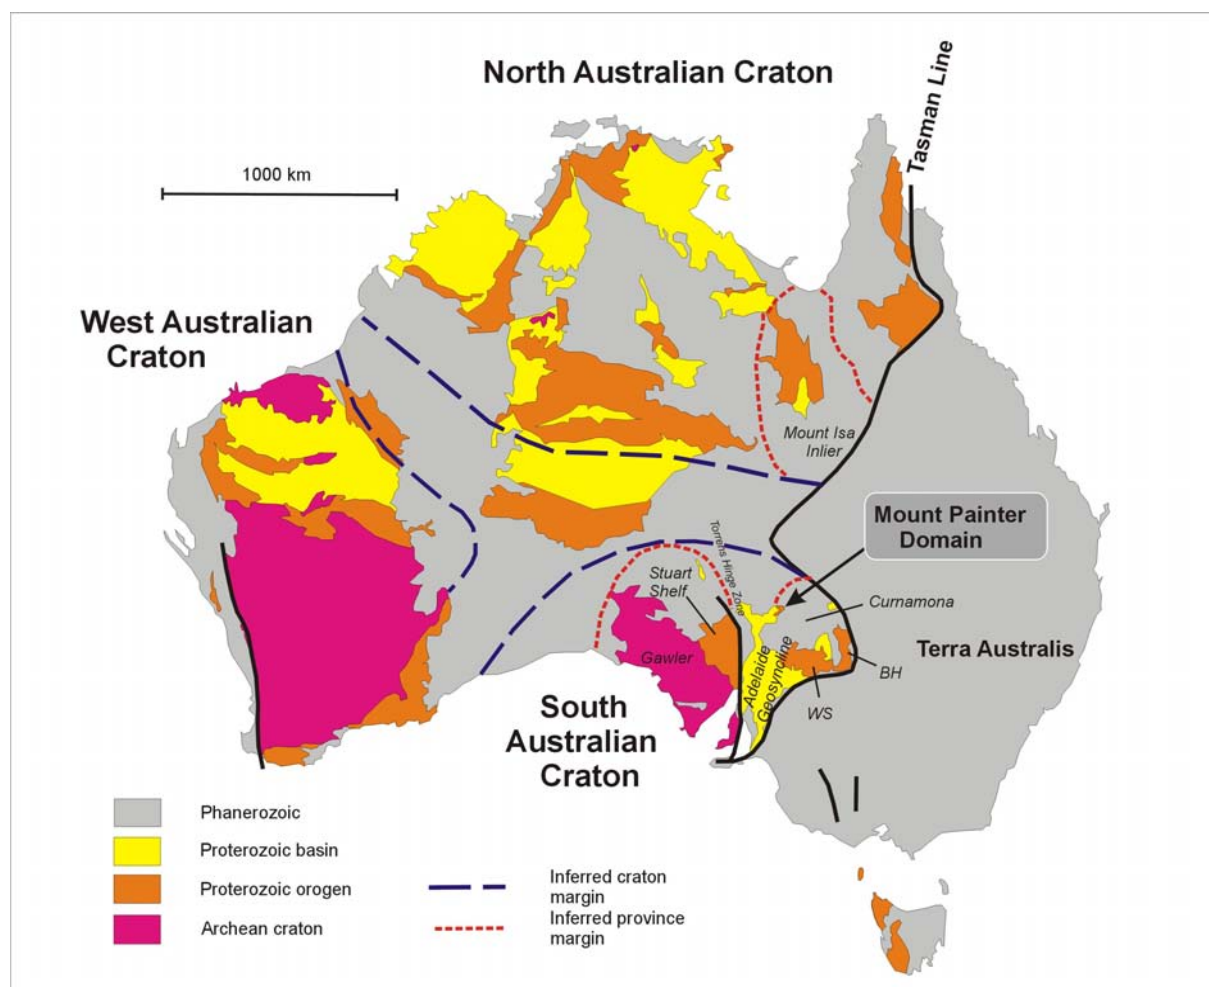 North Australian Craton
Tasman Line
1000 km
West Australian
Craton
Mount Isa
Inlier
Mount Painter
Domain
Torrens Hinge Zone
Stuart
Shelf
Curnamona
Gawler
Adelaide
Geosyncline
Terra Australis
BH
WS
South
Australian
Craton
Phanerozoic
Proterozoic basin
Proterozoic orogen
Archean craton
Inferred craton
margin
Inferred province
margin